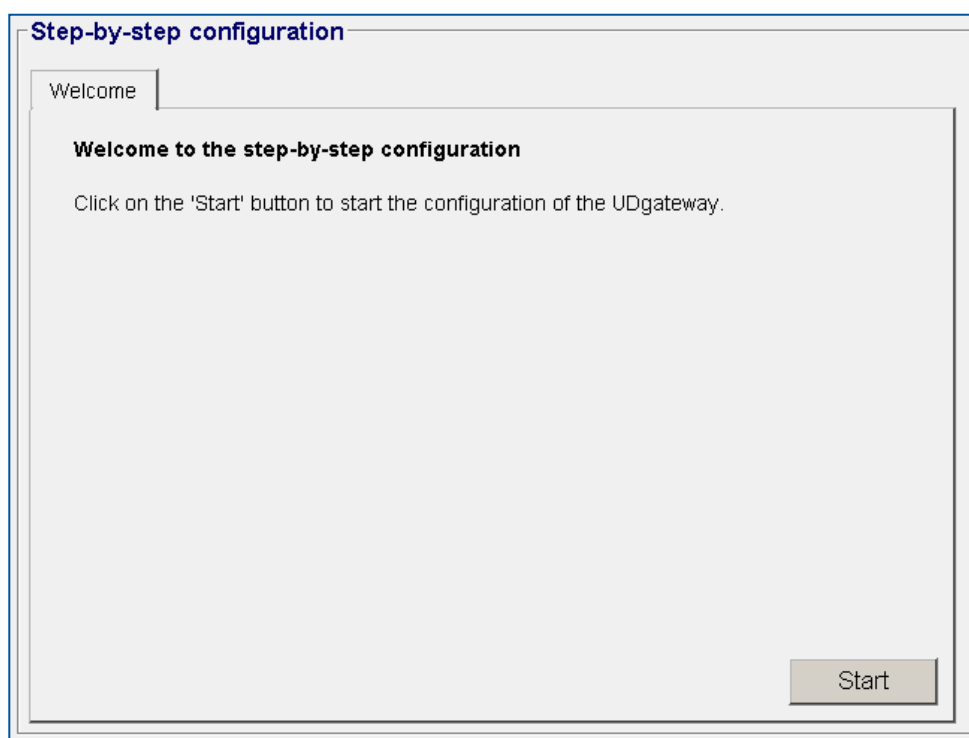 Step-by-step configuration
Welcome
Welcome to the step-by-step configuration
Click on the 'Start' button to start the configuration of the UDgateway.
Start